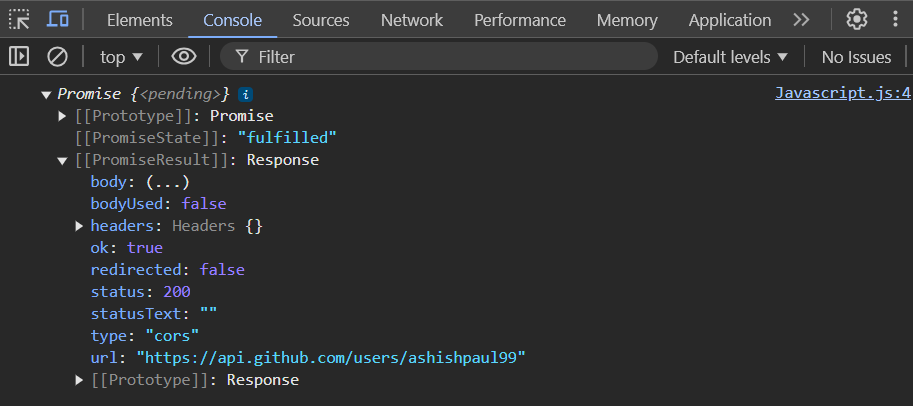 Elements Console Sources Network Performance Memory Application
top Filter Default levels No Issues
Promise {<pending>} i Javascript.js:4
[[Prototype]]: Promise
[[PromiseState]]: "fulfilled"
[[PromiseResult]]: Response
body: (...)
bodyUsed: false
headers: Headers {}
ok: true
redirected: false
status: 200
statusText: ""
type: "cors"
url: "https://api.github.com/users/ashishpaul99"
[[Prototype]]: Response